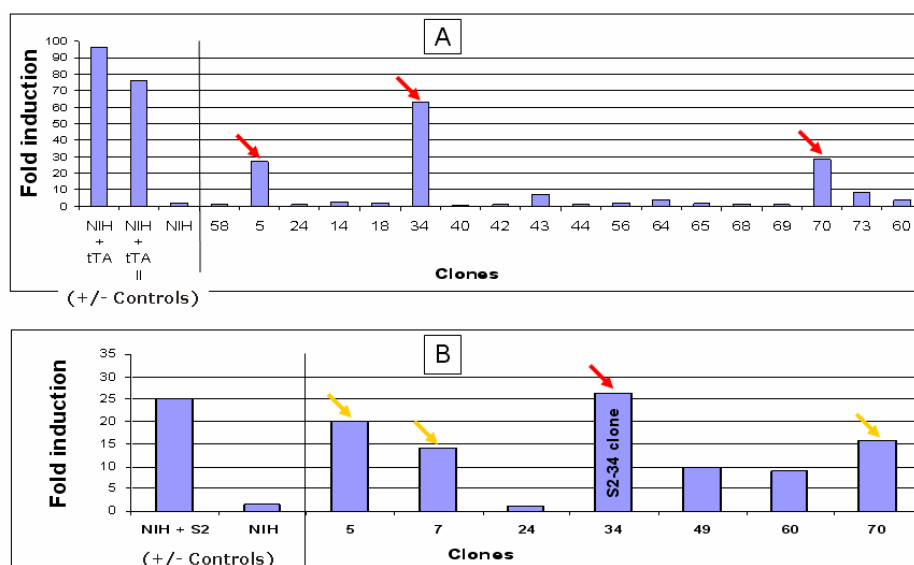 A
Fold induction
100
90
80
70
60
50
40
30
20
10
0
NIH + tTA
NIH + tTA II
NIH
58 5 24 14 18 34 40 42 43 44 56 64 65 68 69 70 73 60
Clones
(+/- Controls)
B
Fold induction
35
30
25
20
15
10
5
0
S2-34 clone
NIH + S2 NIH 5 7 24 34 49 60 70
(+/- Controls)
Clones